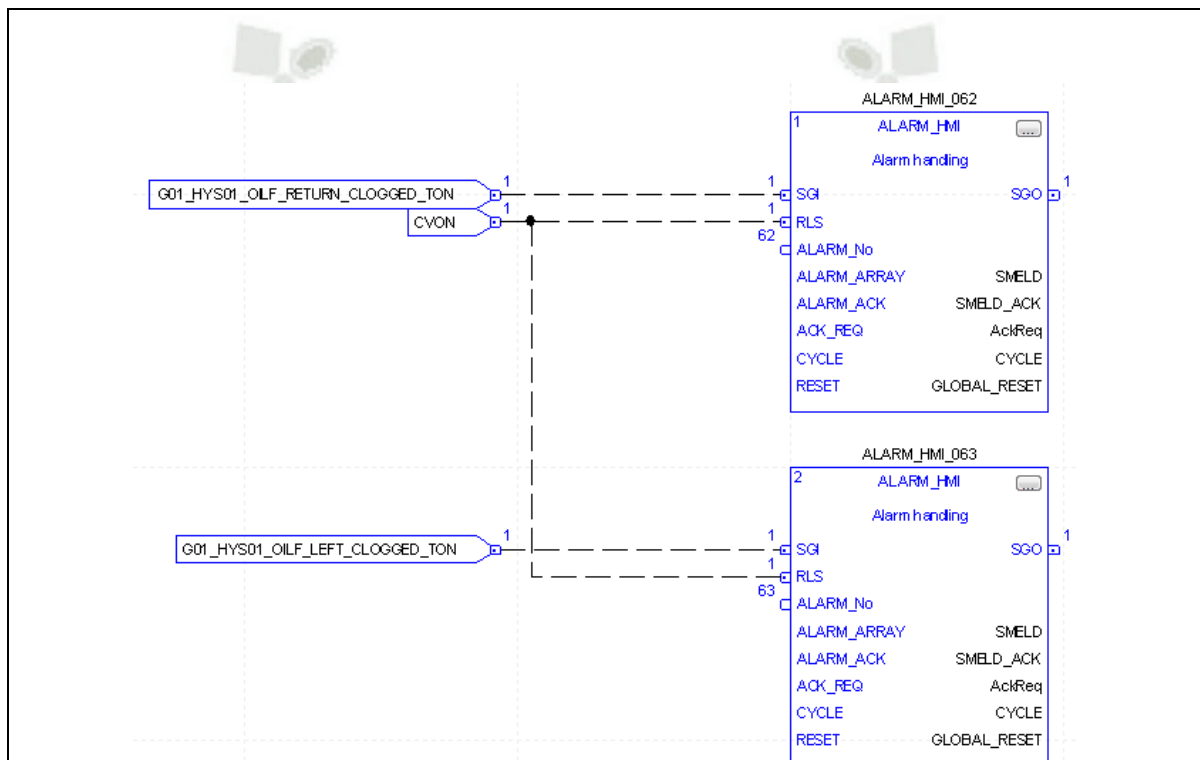 ALARM_HMI_062
1 ALARM_HMI ...
Alarm handing
G01_HYS01_OILF_RETURN_CLOGGED_TON 1 1 SGI SGO 1
CVON 1 1 RLS
62 ALARM_No
ALARM_ARRAY SMELD
ALARM_ACK SMELD_ACK
ACK_REQ AckReq
CYCLE CYCLE
RESET GLOBAL_RESET
ALARM_HMI_063
2 ALARM_HMI ...
Alarm handing
G01_HYS01_OILF_LEFT_CLOGGED_TON 1 1 SGI SGO 1
1 RLS
63 ALARM_No
ALARM_ARRAY SMELD
ALARM_ACK SMELD_ACK
ACK_REQ AckReq
CYCLE CYCLE
RESET GLOBAL_RESET